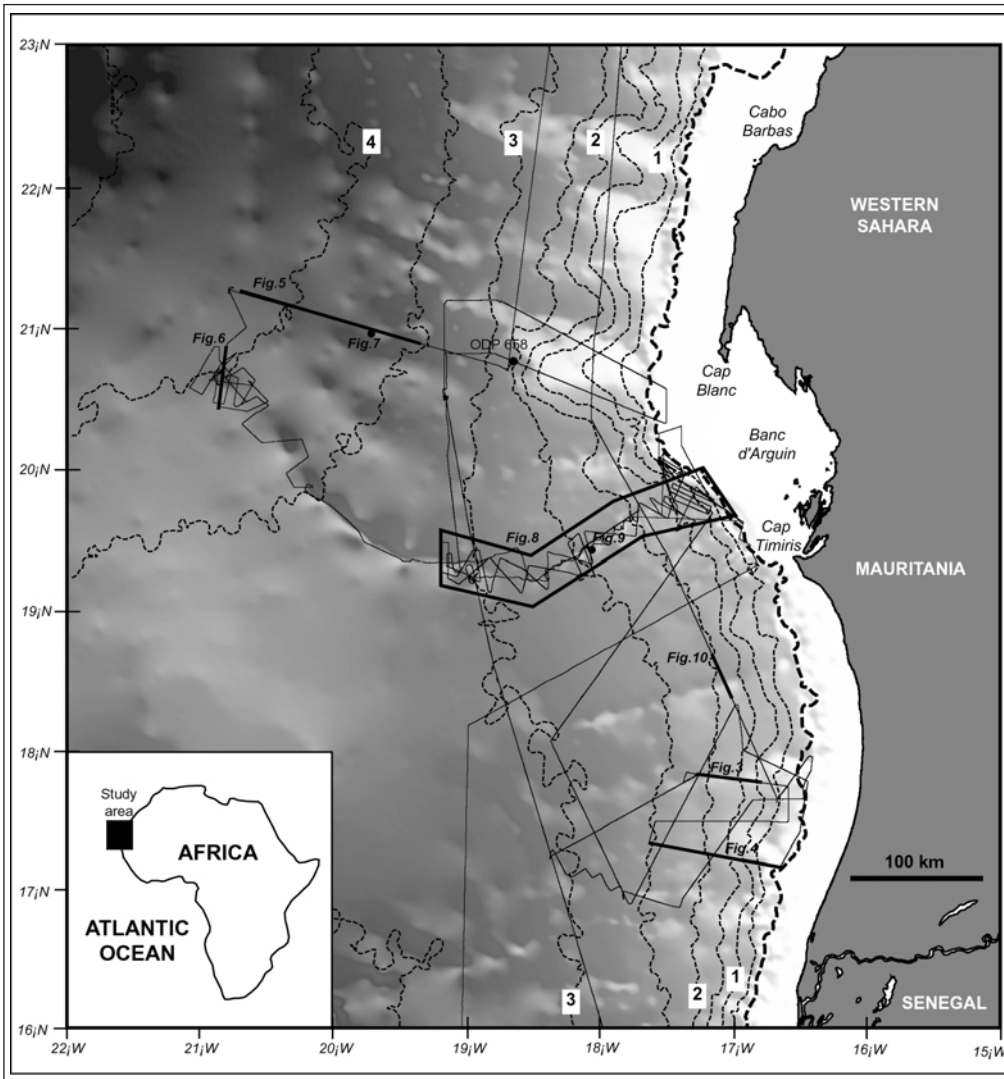 23¡N
22¡N
21¡N
20¡N
19¡N
18¡N
17¡N
16¡N
22¡W
21¡W
20¡W
19¡W
18¡W
17¡W
16¡W
15¡W
4
3
2
1
Cabo
Barbas
WESTERN
SAHARA
Fig.5
Fig.6
Fig.7
ODP 658
Cap
Blanc
Banc
d'Arguin
Fig.8
Fig.9
Cap
Timiris
MAURITANIA
Fig.10
Fig.3
Fig.4
100 km
3
2
1
SENEGAL
Study
area
AFRICA
ATLANTIC
OCEAN